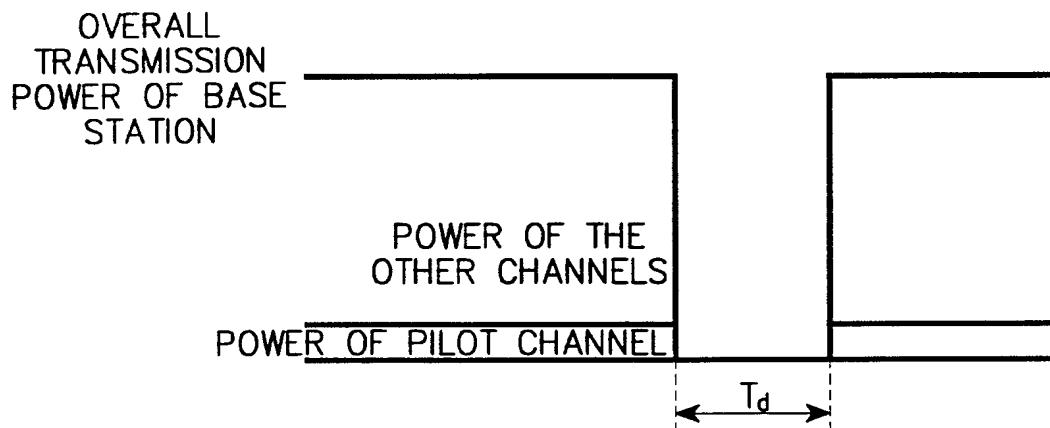 OVERALL
TRANSMISSION
POWER OF BASE
STATION
POWER OF THE
OTHER CHANNELS
POWER OF PILOT CHANNEL
Td